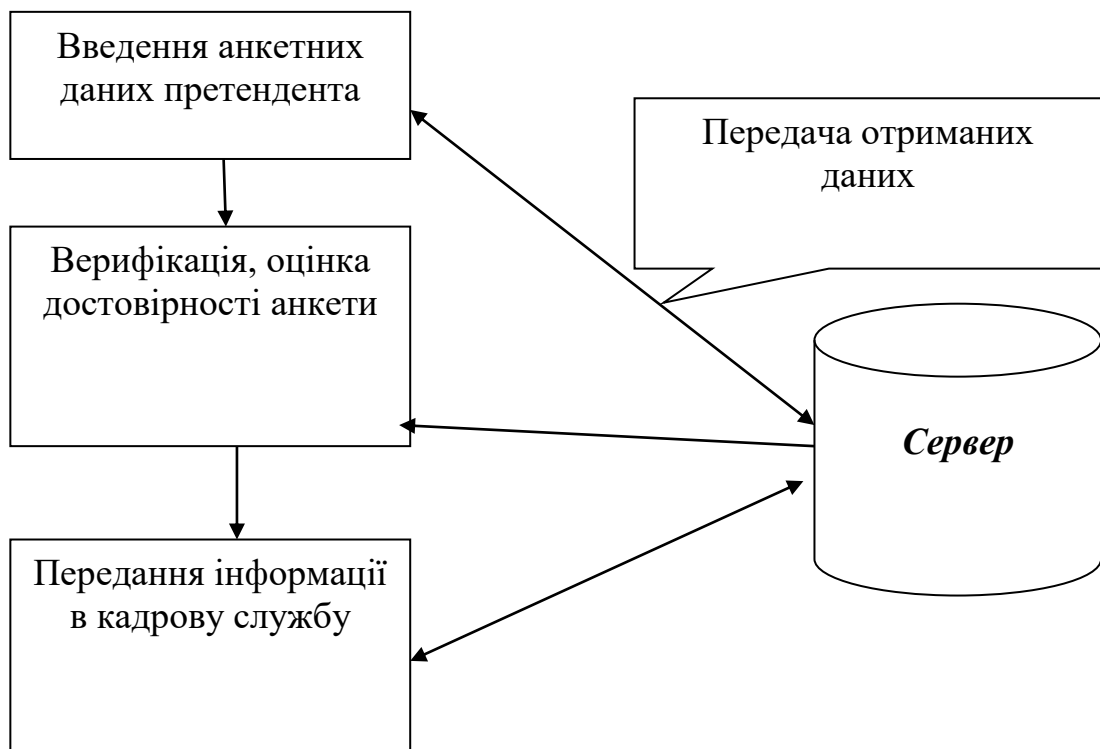 Введення анкетних
даних претендента
Передача отриманих
даних
Верифікація, оцінка
достовірності анкети
Сервер
Передання інформації
в кадрову службу